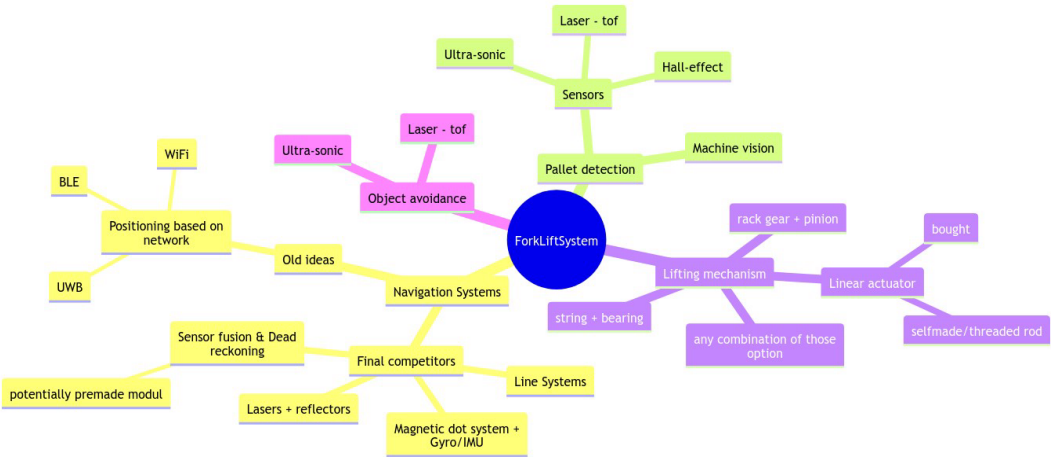 Laser - tof
Ultra-sonic
Hall-effect
Sensors
Laser - tof
Machine vision
Ultra-sonic
WiFi
Pallet detection
BLE
Object avoidance
rack gear + pinion
Positioning based on
network
bought
ForkLiftSystem
Old ideas
Lifting mechanism
Linear actuator
UWB
Navigation Systems
string + bearing
selfmade/threaded rod
Sensor fusion & Dead
reckoning
any combination of those
option
Final competitors
Line Systems
potentially premade modul
Lasers + reflectors
Magnetic dot system +
Gyro/IMU